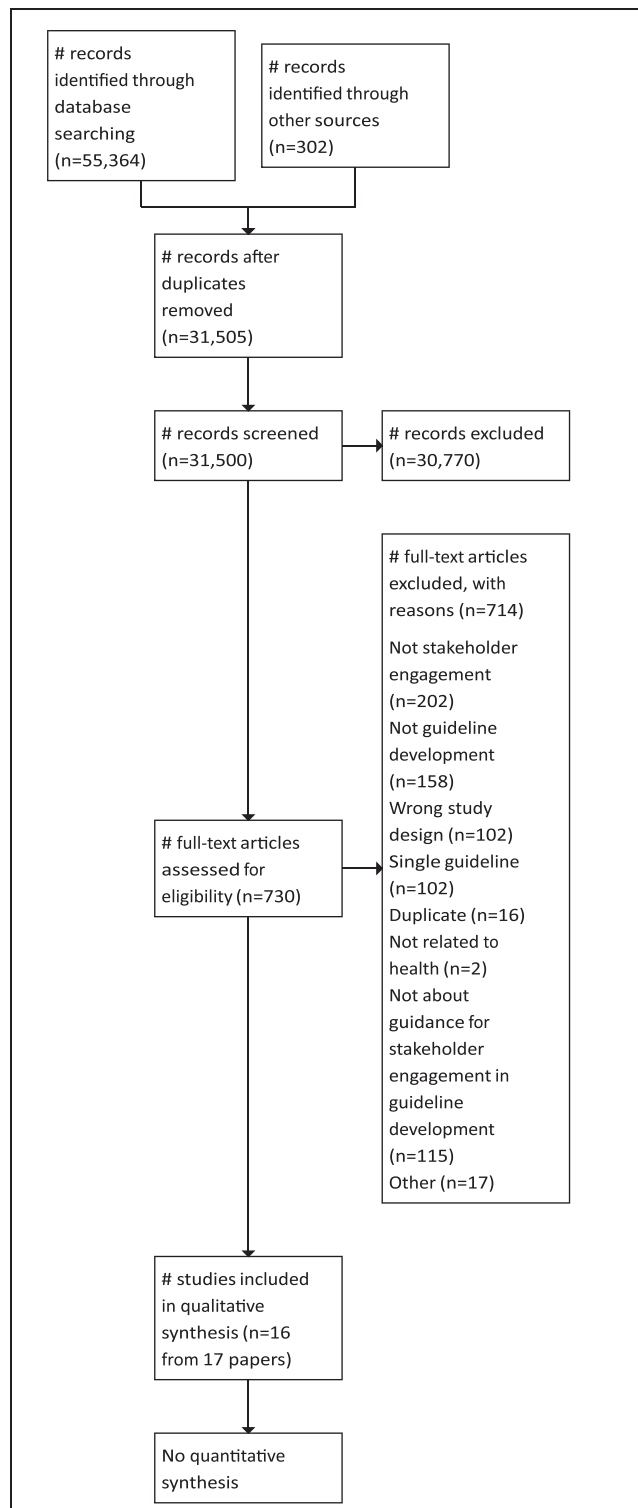 # records
identified through
database
searching
(n=55,364)
# records
identified through
other sources
(n=302)
# records after
duplicates
removed
(n=31,505)
# records screened
(n=31,500)
# records excluded
(n=30,770)
# full-text articles
assessed for
eligibility (n=730)
# full-text articles
excluded, with
reasons (n=714)
Not stakeholder
engagement
(n=202)
Not guideline
development
(n=158)
Wrong study
design (n=102)
Single guideline
(n=102)
Duplicate (n=16)
Not related to
health (n=2)
Not about
guidance for
stakeholder
engagement in
guideline
development
(n=115)
Other (n=17)
# studies included
in qualitative
synthesis (n=16
from 17 papers)
No quantitative
synthesis